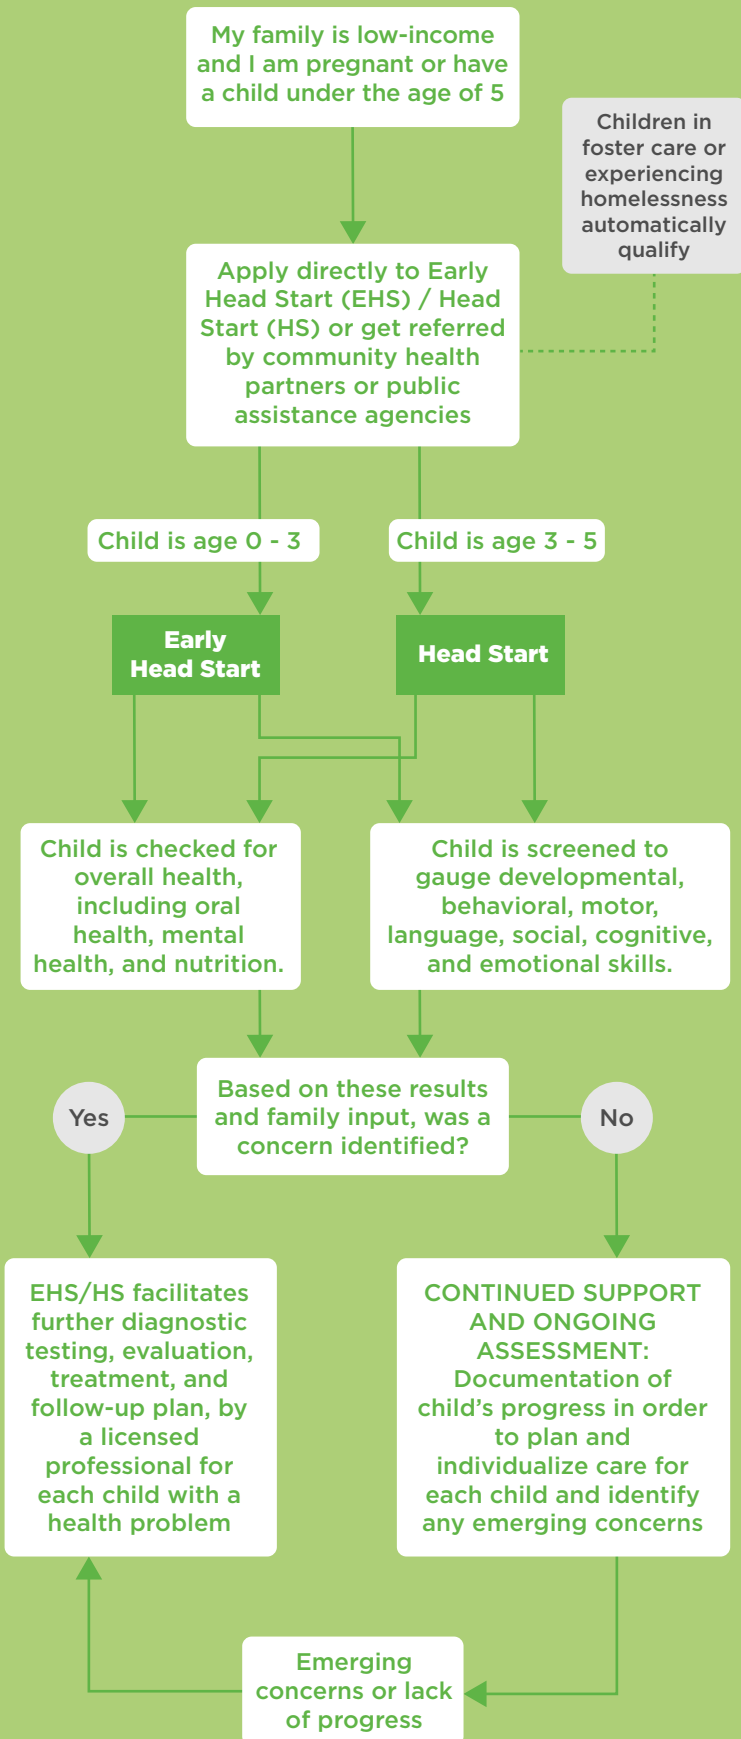 My family is low-income
and I am pregnant or have
a child under the age of 5
Children in
foster care or
experiencing
homelessness
automatically
qualify
Apply directly to Early
Head Start (EHS) / Head
Start (HS) or get referred
by community health
partners or public
assistance agencies
Child is age 0 - 3
Child is age 3 - 5
Early
Head Start
Head Start
Child is checked for
overall health,
including oral
health, mental
health, and nutrition.
Child is screened to
gauge developmental,
behavioral, motor,
language, social, cognitive,
and emotional skills.
Based on these results
and family input, was a
concern identified?
Yes
No
EHS/HS facilitates
further diagnostic
testing, evaluation,
treatment, and
follow-up plan, by
a licensed
professional for
each child with a
health problem
CONTINUED SUPPORT
AND ONGOING
ASSESSMENT:
Documentation of
child’s progress in order
to plan and
individualize care for
each child and identify
any emerging concerns
Emerging
concerns or lack
of progress